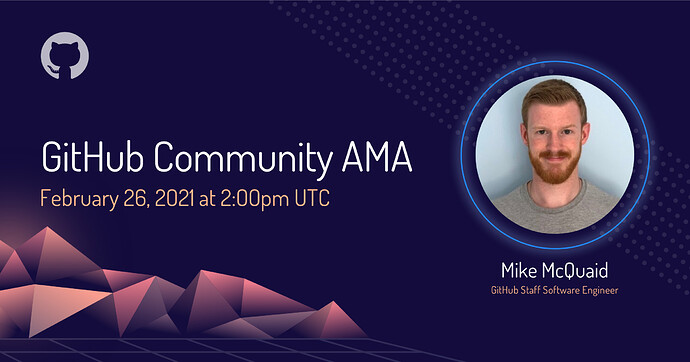 GitHub Community AMA
February 26, 2021 at 2:00pm UTC
Mike McQuaid
GitHub Staff Software Engineer